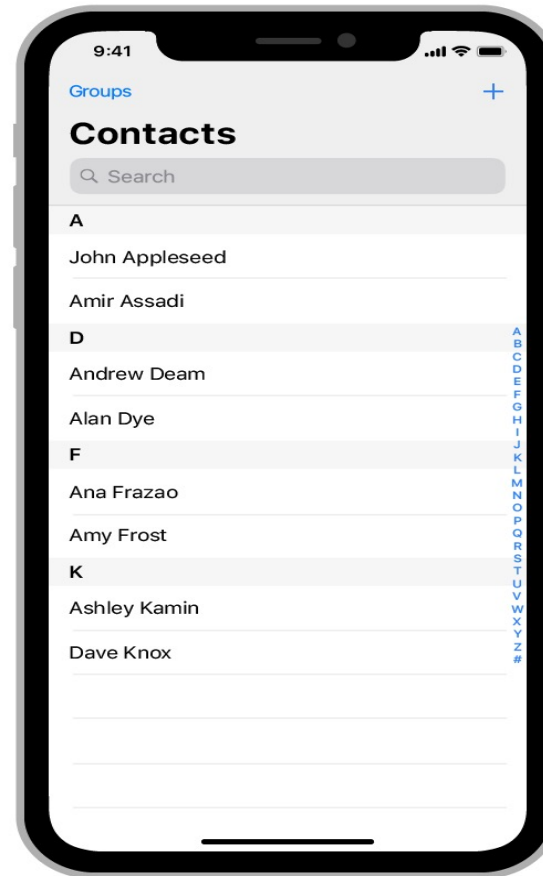 9:41
Groups
+
Contacts
Search
A
John Appleseed
Amir Assadi
D
Andrew Deam
Alan Dye
F
Ana Frazao
Amy Frost
K
Ashley Kamin
Dave Knox
A
B
C
D
E
F
G
H
I
J
K
L
M
N
O
P
Q
R
S
T
U
V
W
X
Y
Z
#